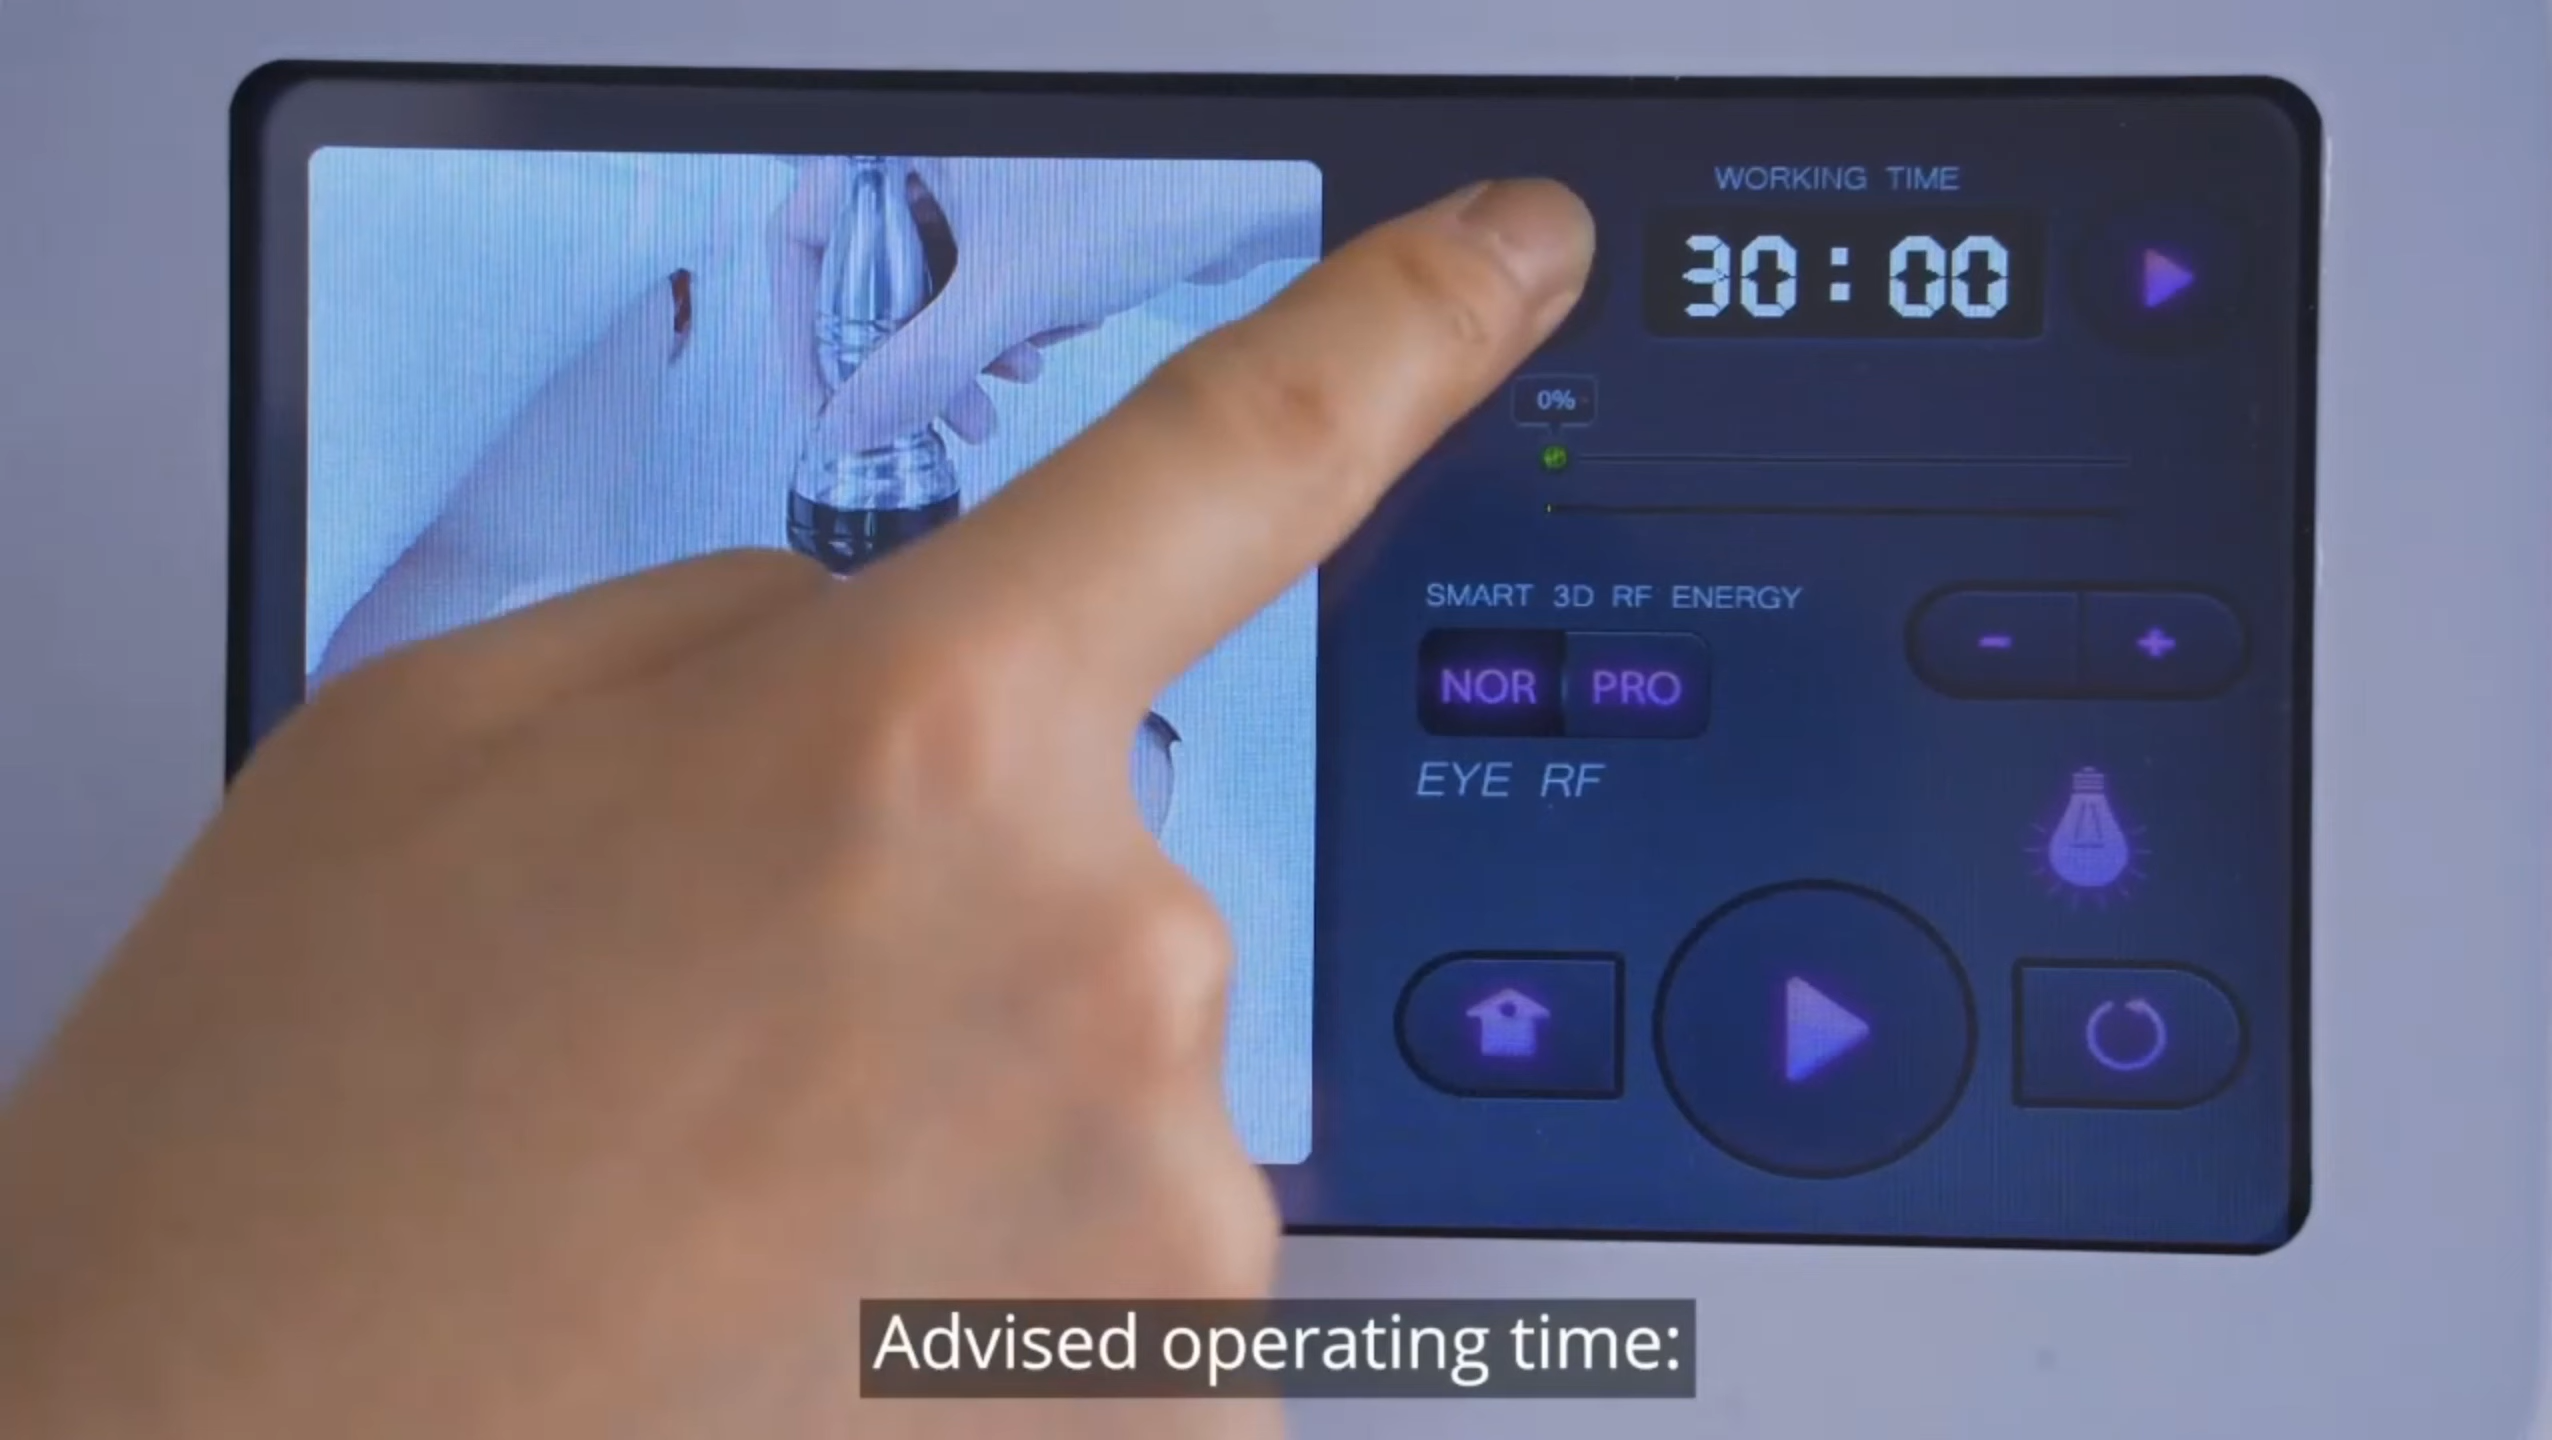 WORKING TIME
30:00
0%
SMART 3D RF ENERGY
NOR PRO
EYE RF
Advised operating time: